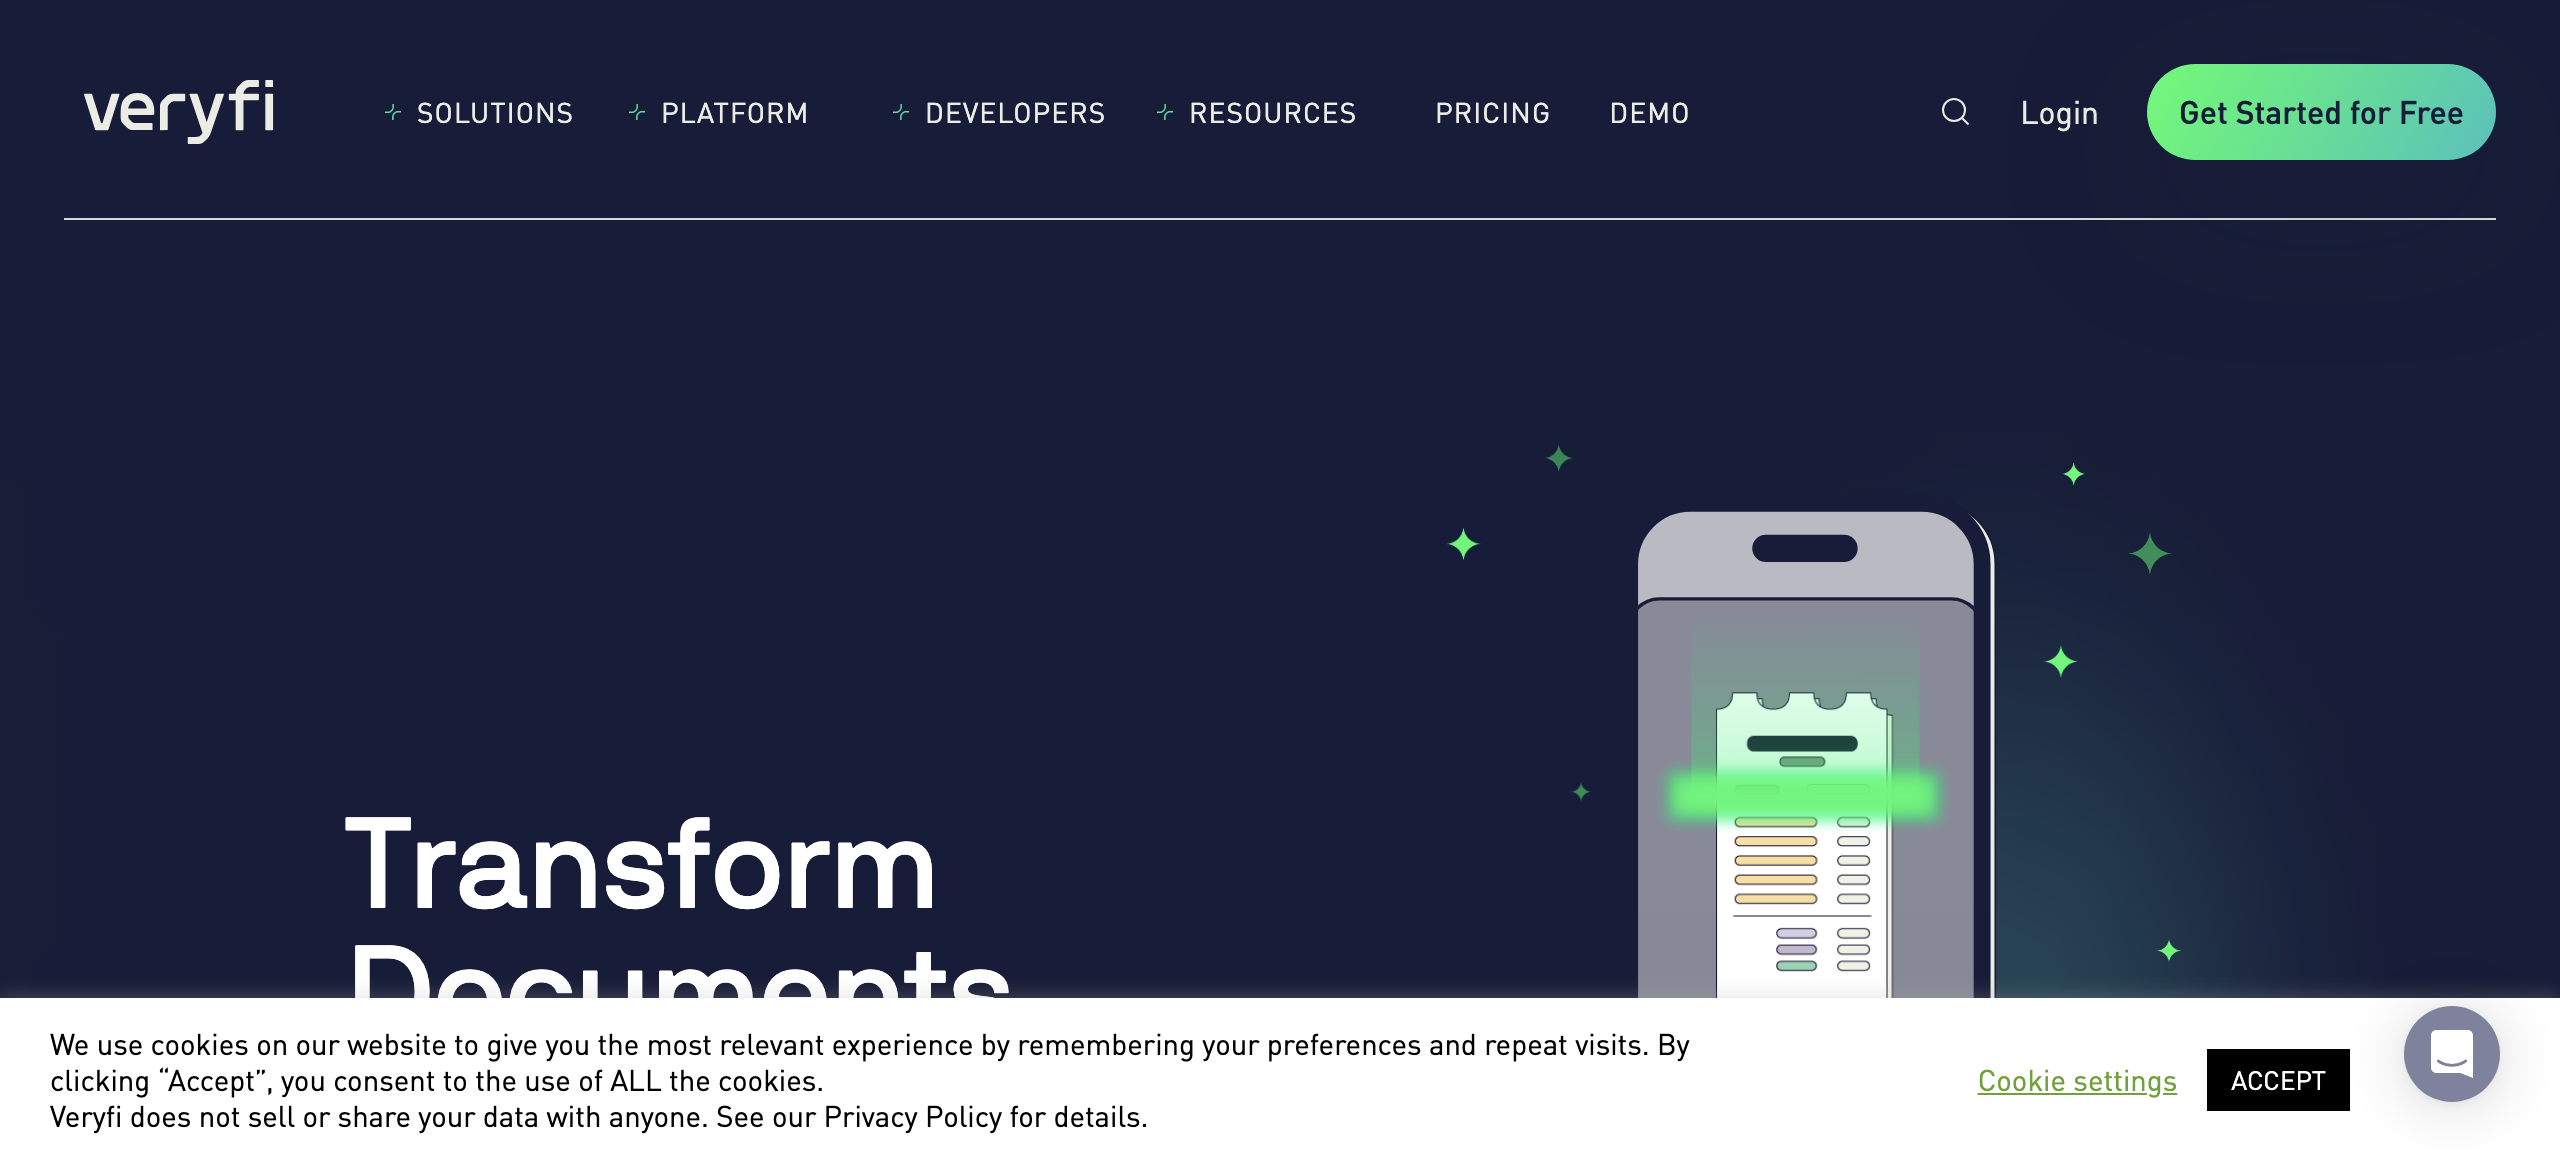 veryfi
SOLUTIONS
PLATFORM
DEVELOPERS
RESOURCES
PRICING
DEMO
Login
Get Started for Free
Transform
Documents
We use cookies on our website to give you the most relevant experience by remembering your preferences and repeat visits. By
clicking “Accept”, you consent to the use of ALL the cookies.
Veryfi does not sell or share your data with anyone. See our Privacy Policy for details.
Cookie settings
ACCEPT